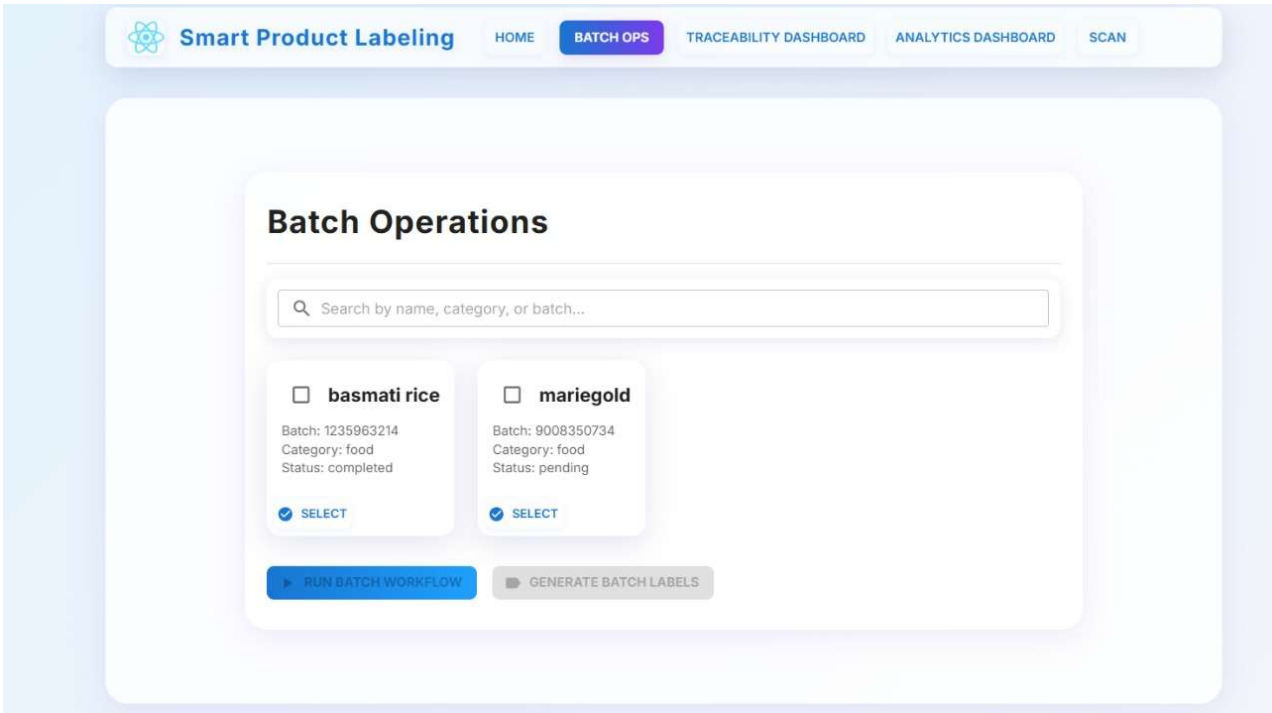 Smart Product Labeling HOME BATCH OPS TRACEABILITY DASHBOARD ANALYTICS DASHBOARD SCAN
Batch Operations
Search by name, category, or batch...
basmati rice
Batch: 1235963214
Category: food
Status: completed
SELECT
mariegold
Batch: 9008350734
Category: food
Status: pending
SELECT
RUN BATCH WORKFLOW GENERATE BATCH LABELS